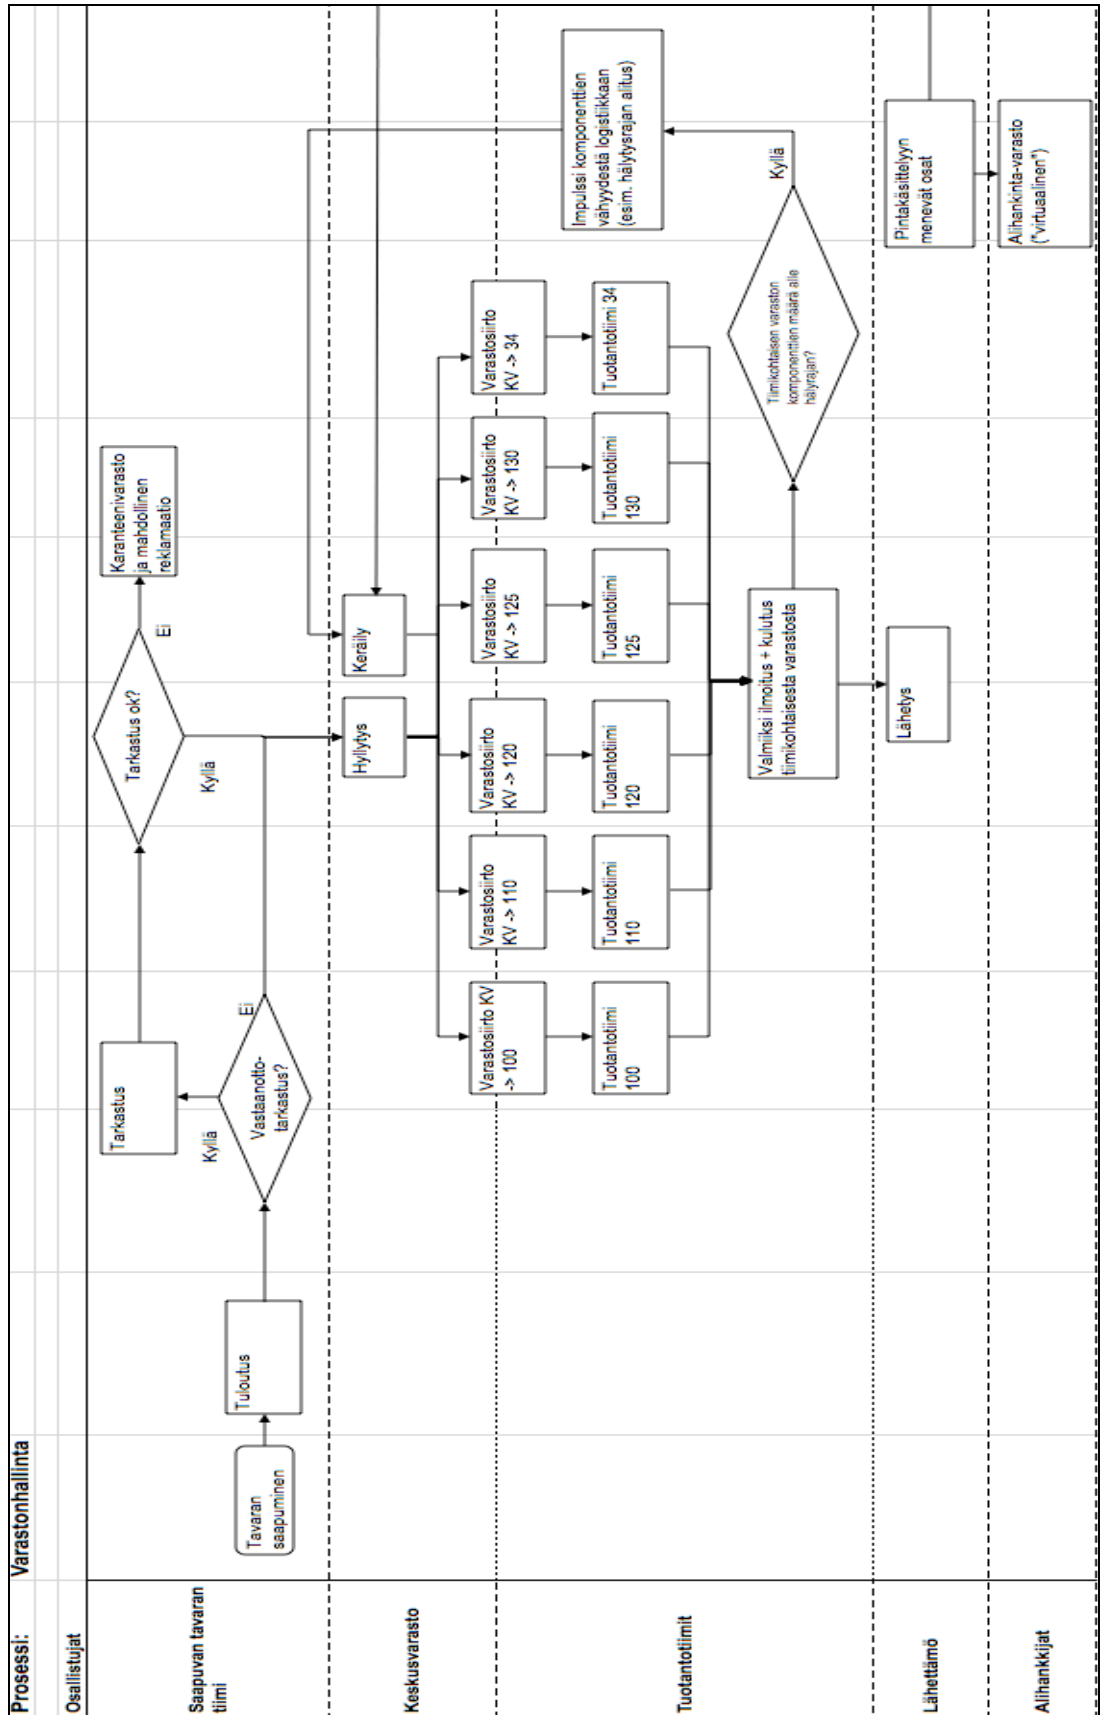 Prosessi:
Varastonhallinta
Osallistujat
Saapuvan tavaran
tiimi
Tavaran
saapuminen
Tuloutus
Vastaanotto-
tarkastus?
Kyllä
Ei
Tarkastus
Tarkastus ok?
Kyllä
Ei
Karanteenivarasto
ja mahdollinen
reklamaatio
Keskusvarasto
Hyllytys
Keräily
Varastosiirto KV
-> 100
Varastosiirto
KV -> 110
Varastosiirto
KV -> 120
Varastosiirto
KV -> 125
Varastosiirto
KV -> 130
Varastosiirto
KV -> 34
Tuotantotiimit
Tuotantotiimi
100
Tuotantotiimi
110
Tuotantotiimi
120
Tuotantotiimi
125
Tuotantotiimi
130
Tuotantotiimi 34
Impulssi komponenttien
vähyydestä logistiikkaan
(esim. hälytysrajan alitus)
Valmiiksi ilmoitus + kulutus
tiimikohtaisesta varastosta
Tiimikohtaisen varaston
komponenttien määrä alle
hälyrajan?
Kyllä
Lähettämö
Lähetys
Pintakäsittelyyn
menevät osat
Alihankkijat
Alihankinta-varasto
("virtuaalinen")